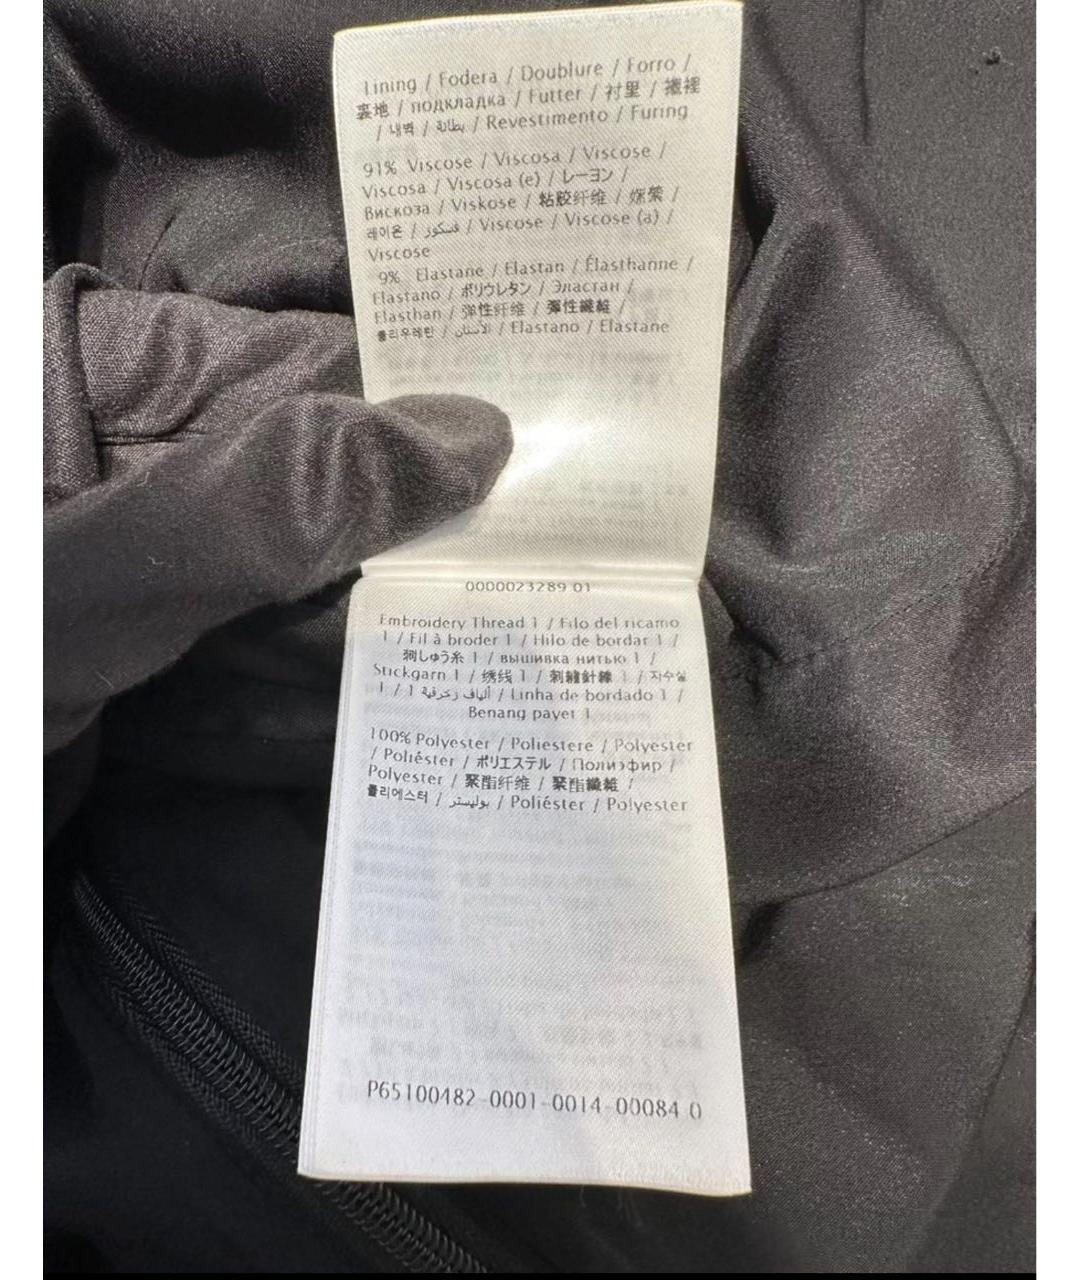 Lining / Fodera / Doublure / Forro /
裏地 / подкладка / Futter / 衬里 / 襯裡
/ 내벽 / بطانة / Revestimento / Furing
91% Viscose / Viscosa / Viscose /
Viscosa / Viscosa (e) / レーヨン /
Вискоза / Viskose / 粘胶纤维 / 嫘縈 /
레이온 / فسكوز / Viscose / Viscose (a) /
Viscose
9% Elastane / Elastan / Élasthanne /
Elastano / ポリウレタン / Эластан /
Elasthan / 弹性纤维 / 彈性纖維 /
폴리우레틴 / الأستان / Elastano / Elastane
0000023289 01
Embroidery Thread 1 / Filo del ricamo
1 / Fil à broder 1 / Hilo de bordar 1 /
刺しゅう糸 1 / вышивка нитью 1 /
Stickgarn 1 / 绣线 1 / 刺繡針線 1 / 자수실
1 / 1 ألياف زخرفية / Linha de bordado 1 /
Benang payet 1
100% Polyester / Poliestere / Polyester
/ Poliéster / ポリエステル / Полиэфир /
Polyester / 聚酯纤维 / 聚酯纖維 /
폴리에스터 / بوليستر / Poliéster / Polyester
P65100482-0001-0014-00084 0